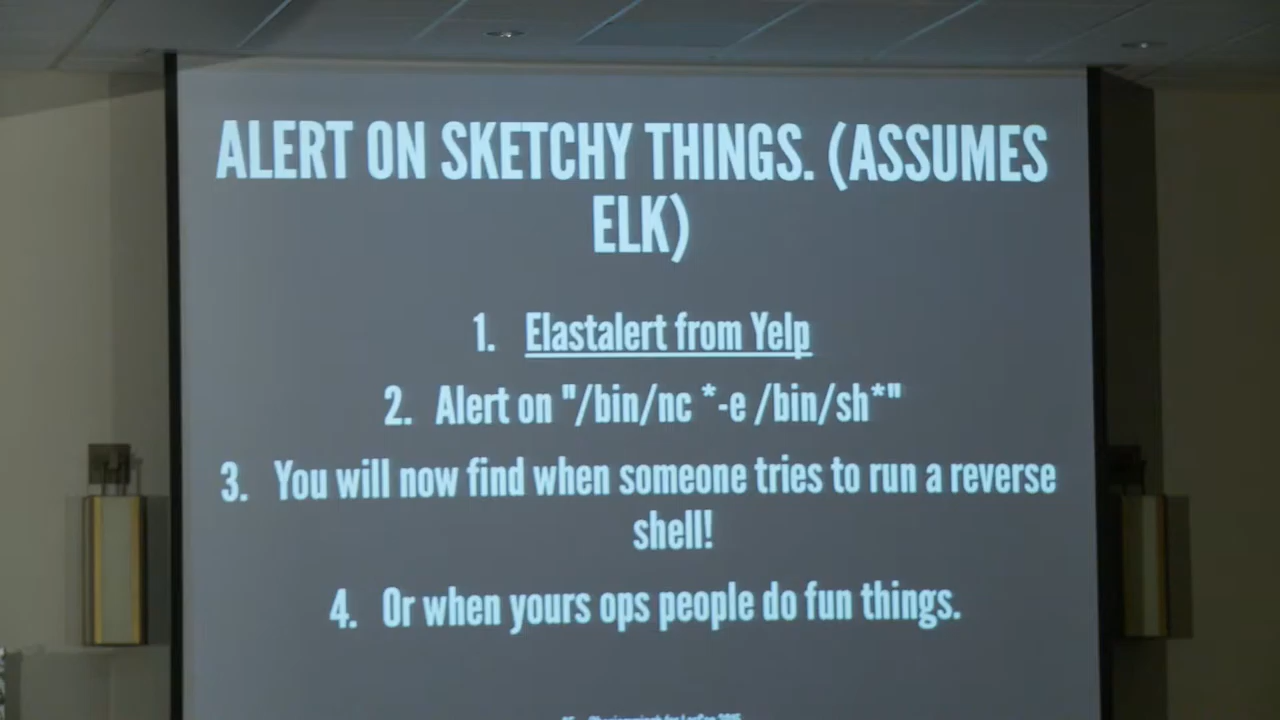 ALERT ON SKETCHY THINGS. (ASSUMES
ELK)
1. Elastalert from Yelp
2. Alert on "/bin/nc *-e /bin/sh*"
3. You will now find when someone tries to run a reverse
shell!
4. Or when yours ops people do fun things.